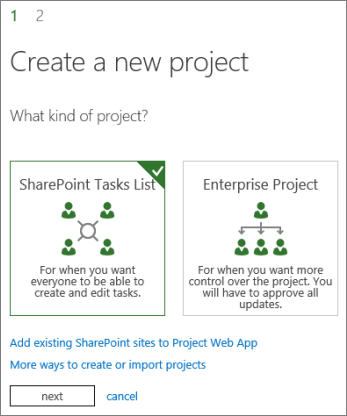 1 2
Create a new project
What kind of project?
SharePoint Tasks List
For when you want
everyone to be able to
create and edit tasks.
Enterprise Project
For when you want more
control over the project. You
will have to approve all
updates.
Add existing SharePoint sites to Project Web App
More ways to create or import projects
next cancel